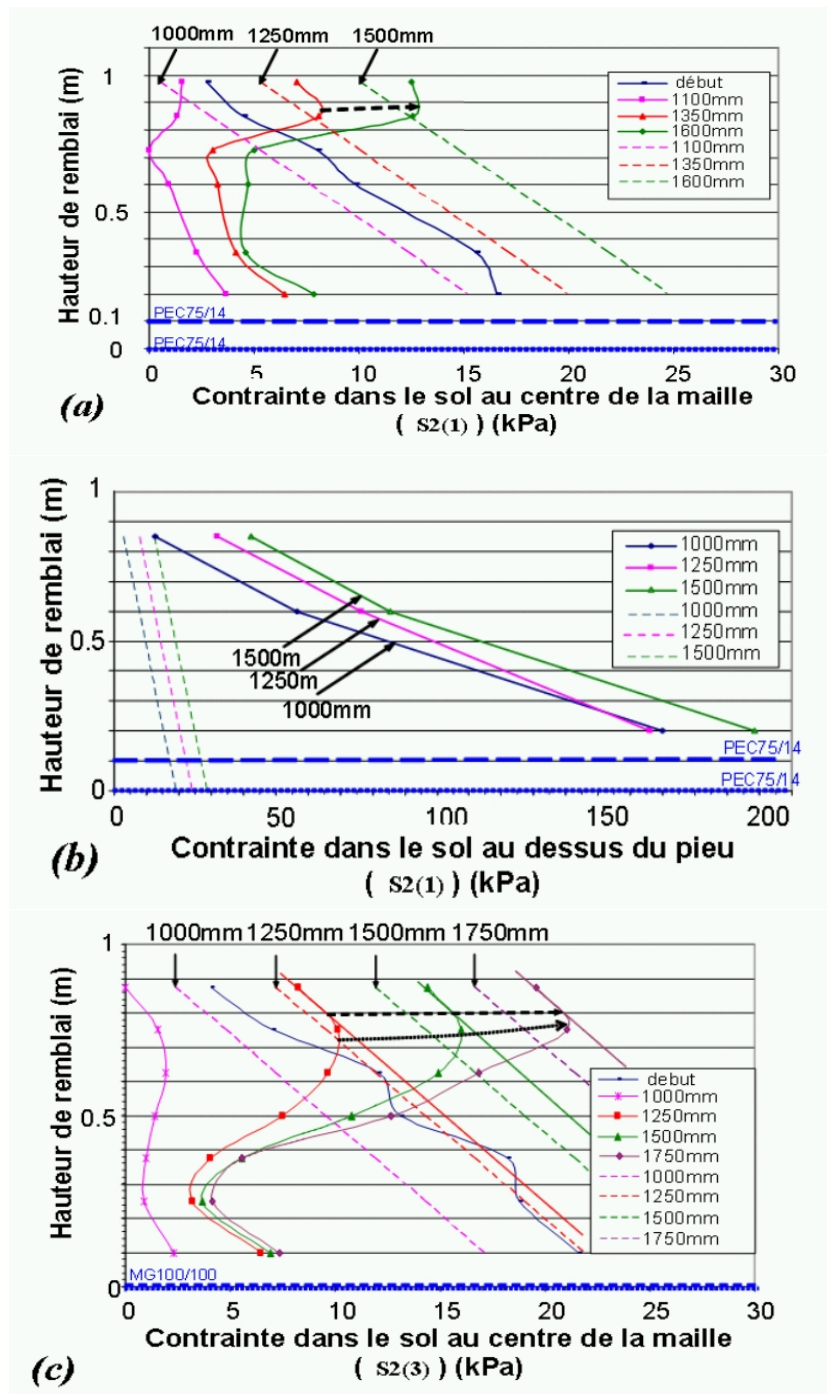 1000mm 1250mm 1500mm
Hauteur de remblai (m)
1
0.5
0.1
0
début
1100mm
1350mm
1600mm
1100mm
1350mm
1600mm
PEC75/14
PEC75/14
0 5 10 15 20 25 30
Contrainte dans le sol au centre de la maille
( S2(1) ) (kPa)
(a)
Hauteur de remblai (m)
1
0.5
0
1000mm
1250mm
1500mm
1000mm
1250mm
1500mm
1500m
1250m
1000mm
PEC75/14
PEC75/14
0 50 100 150 200
Contrainte dans le sol au dessus du pieu
( S2(1) ) (kPa)
(b)
1000mm 1250mm 1500mm 1750mm
Hauteur de remblai (m)
1
0.5
0
debut
1000mm
1250mm
1500mm
1750mm
1000mm
1250mm
1500mm
1750mm
MG100/100
0 5 10 15 20 25 30
Contrainte dans le sol au centre de la maille
( S2(3) ) (kPa)
(c)